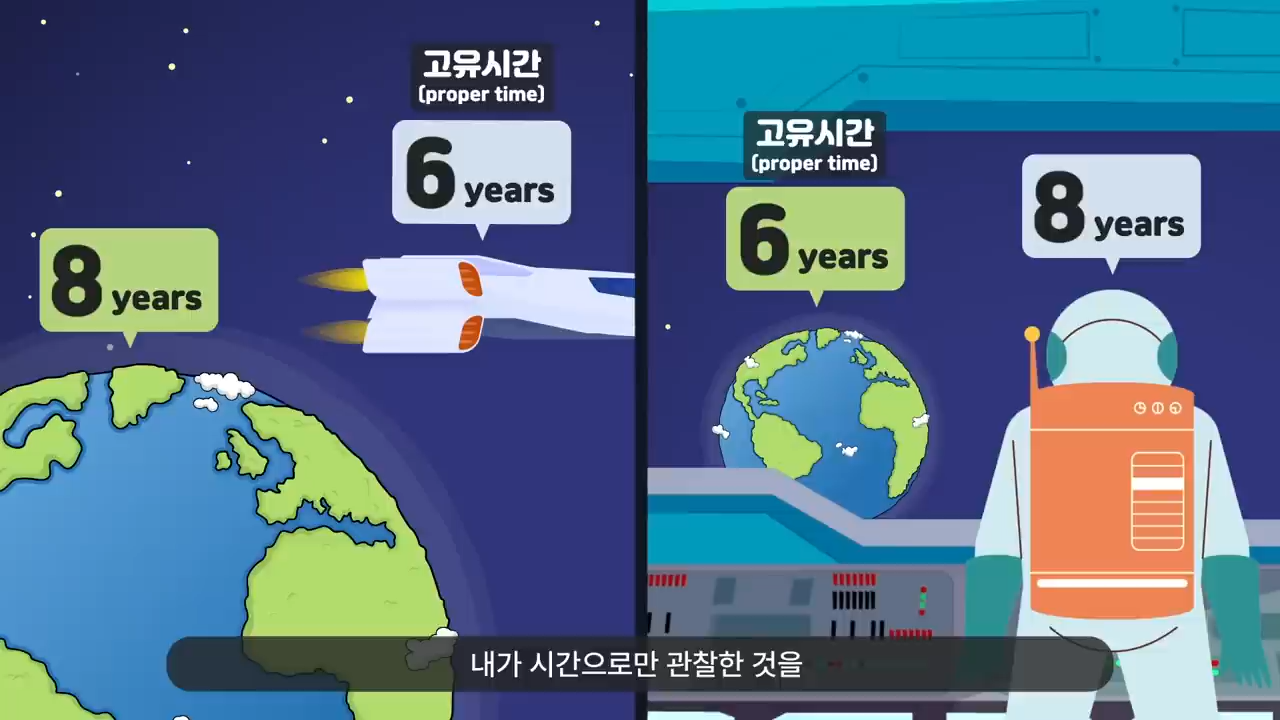 고유시간
(proper time)
6 years
8 years
고유시간
(proper time)
6 years
8 years
내가 시간으로만 관찰한 것을